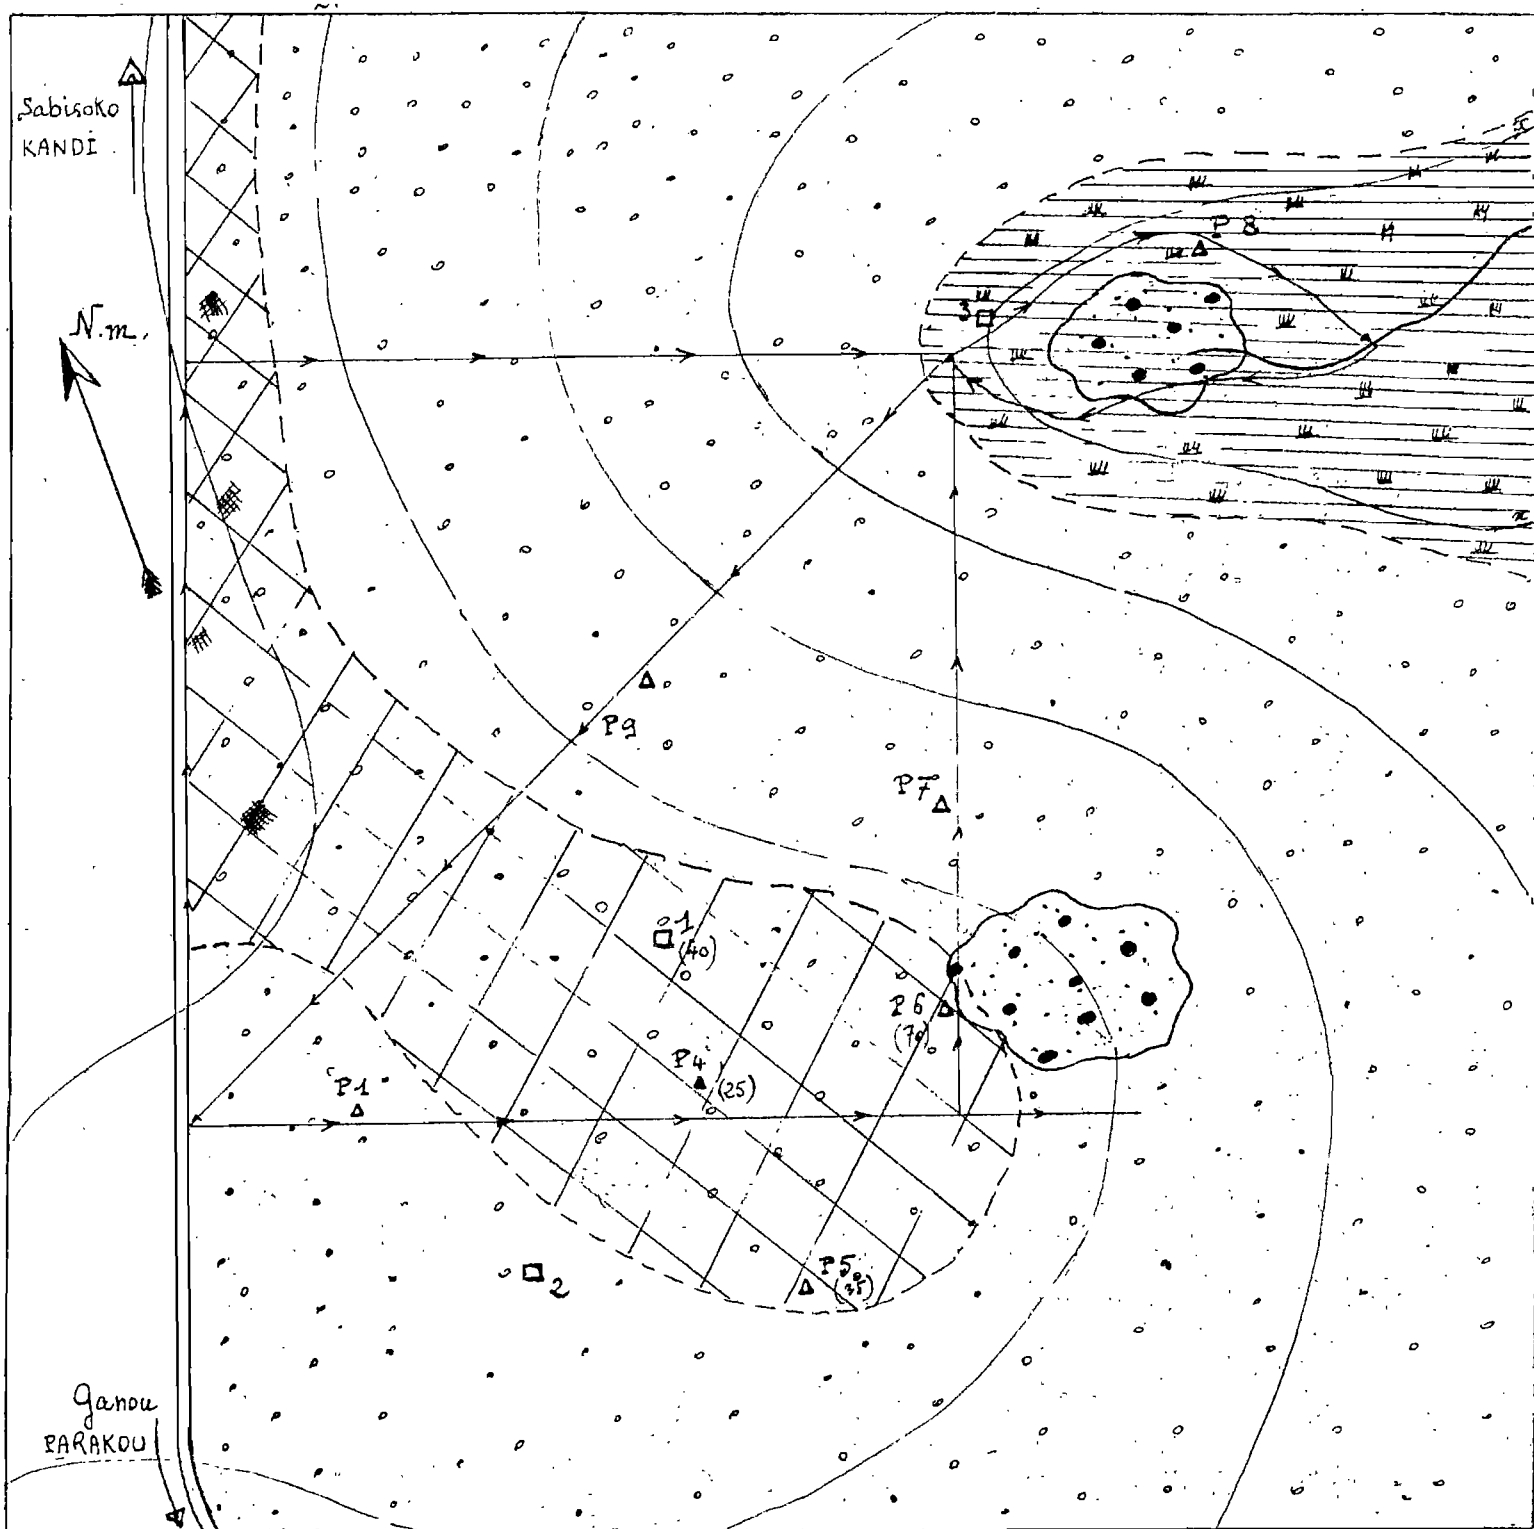 Sabisoko
KANDI
N.m.
P8
3
P9
P7
1
(40)
P6
(70)
P4
(25)
P1
P5
(35)
2
Ganou
PARAKOU